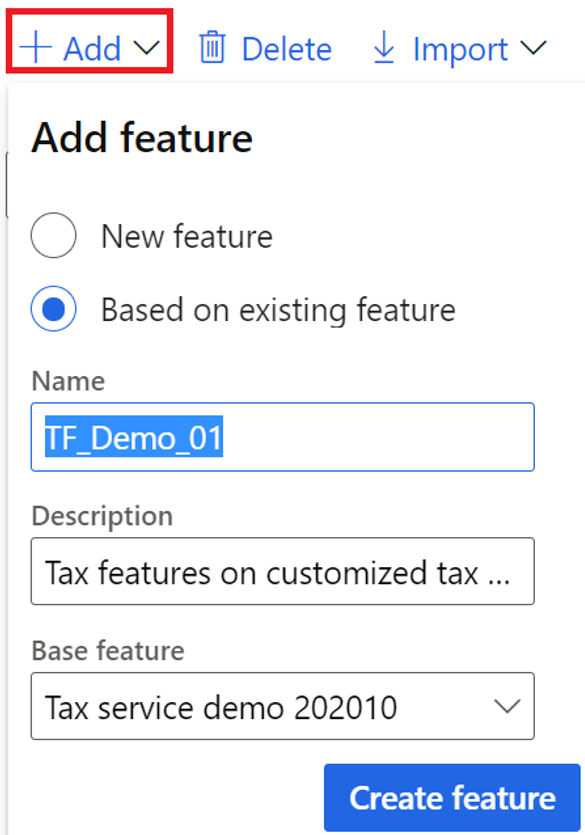 Add Delete Import
Add feature
New feature
Based on existing feature
Name
TF_Demo_01
Description
Tax features on customized tax ...
Base feature
Tax service demo 202010
Create feature